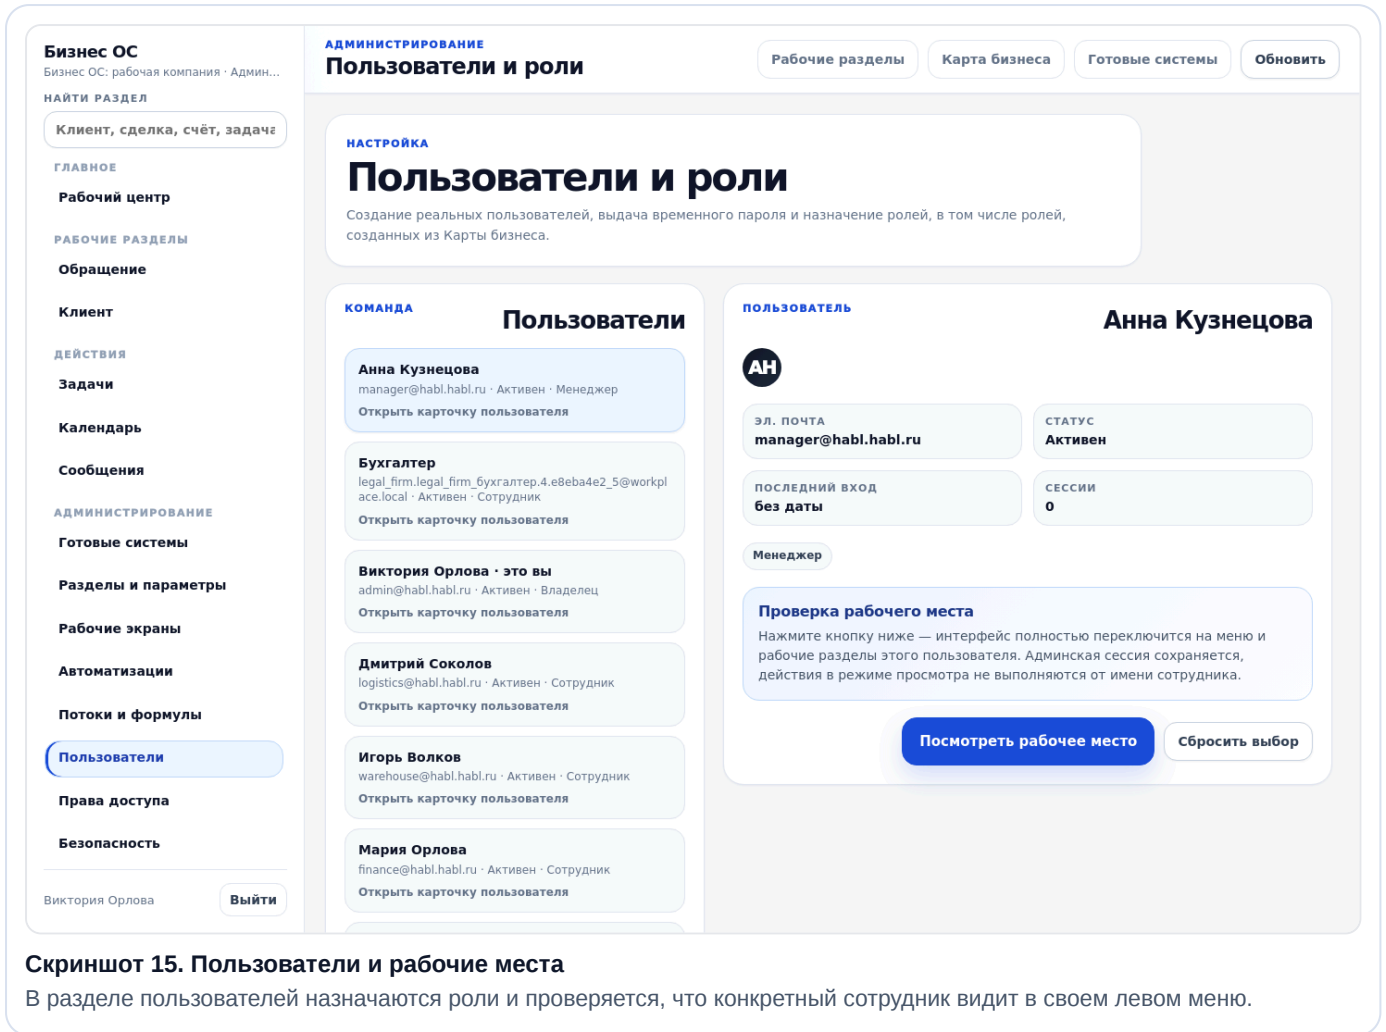 Бизнес ОС
Бизнес ОС: рабочая компания · Админ...
НАЙТИ РАЗДЕЛ
Клиент, сделка, счёт, задача
ГЛАВНОЕ
Рабочий центр
РАБОЧИЕ РАЗДЕЛЫ
Обращение
Клиент
ДЕЙСТВИЯ
Задачи
Календарь
Сообщения
АДМИНИСТРИРОВАНИЕ
Готовые системы
Разделы и параметры
Рабочие экраны
Автоматизации
Потоки и формулы
Пользователи
Права доступа
Безопасность
Виктория Орлова
Выйти
АДМИНИСТРИРОВАНИЕ
Пользователи и роли
Рабочие разделы
Карта бизнеса
Готовые системы
Обновить
НАСТРОЙКА
Пользователи и роли
Создание реальных пользователей, выдача временного пароля и назначение ролей, в том числе ролей,
созданных из Карты бизнеса.
КОМАНДА
Пользователи
Анна Кузнецова
manager@habl.habl.ru · Активен · Менеджер
Открыть карточку пользователя
Бухгалтер
legal_firm.legal_firm_бухгалтер.4.e8eba4e2_5@workpl
ace.local · Активен · Сотрудник
Открыть карточку пользователя
Виктория Орлова · это вы
admin@habl.habl.ru · Активен · Владелец
Открыть карточку пользователя
Дмитрий Соколов
logistics@habl.habl.ru · Активен · Сотрудник
Открыть карточку пользователя
Игорь Волков
warehouse@habl.habl.ru · Активен · Сотрудник
Открыть карточку пользователя
Мария Орлова
finance@habl.habl.ru · Активен · Сотрудник
Открыть карточку пользователя
ПОЛЬЗОВАТЕЛЬ
Анна Кузнецова
АН
ЭЛ. ПОЧТА
manager@habl.habl.ru
СТАТУС
Активен
ПОСЛЕДНИЙ ВХОД
без даты
СЕССИИ
0
Менеджер
Проверка рабочего места
Нажмите кнопку ниже — интерфейс полностью переключится на меню и
рабочие разделы этого пользователя. Админская сессия сохраняется,
действия в режиме просмотра не выполняются от имени сотрудника.
Посмотреть рабочее место
Сбросить выбор
Скриншот 15. Пользователи и рабочие места
В разделе пользователей назначаются роли и проверяется, что конкретный сотрудник видит в своем левом меню.